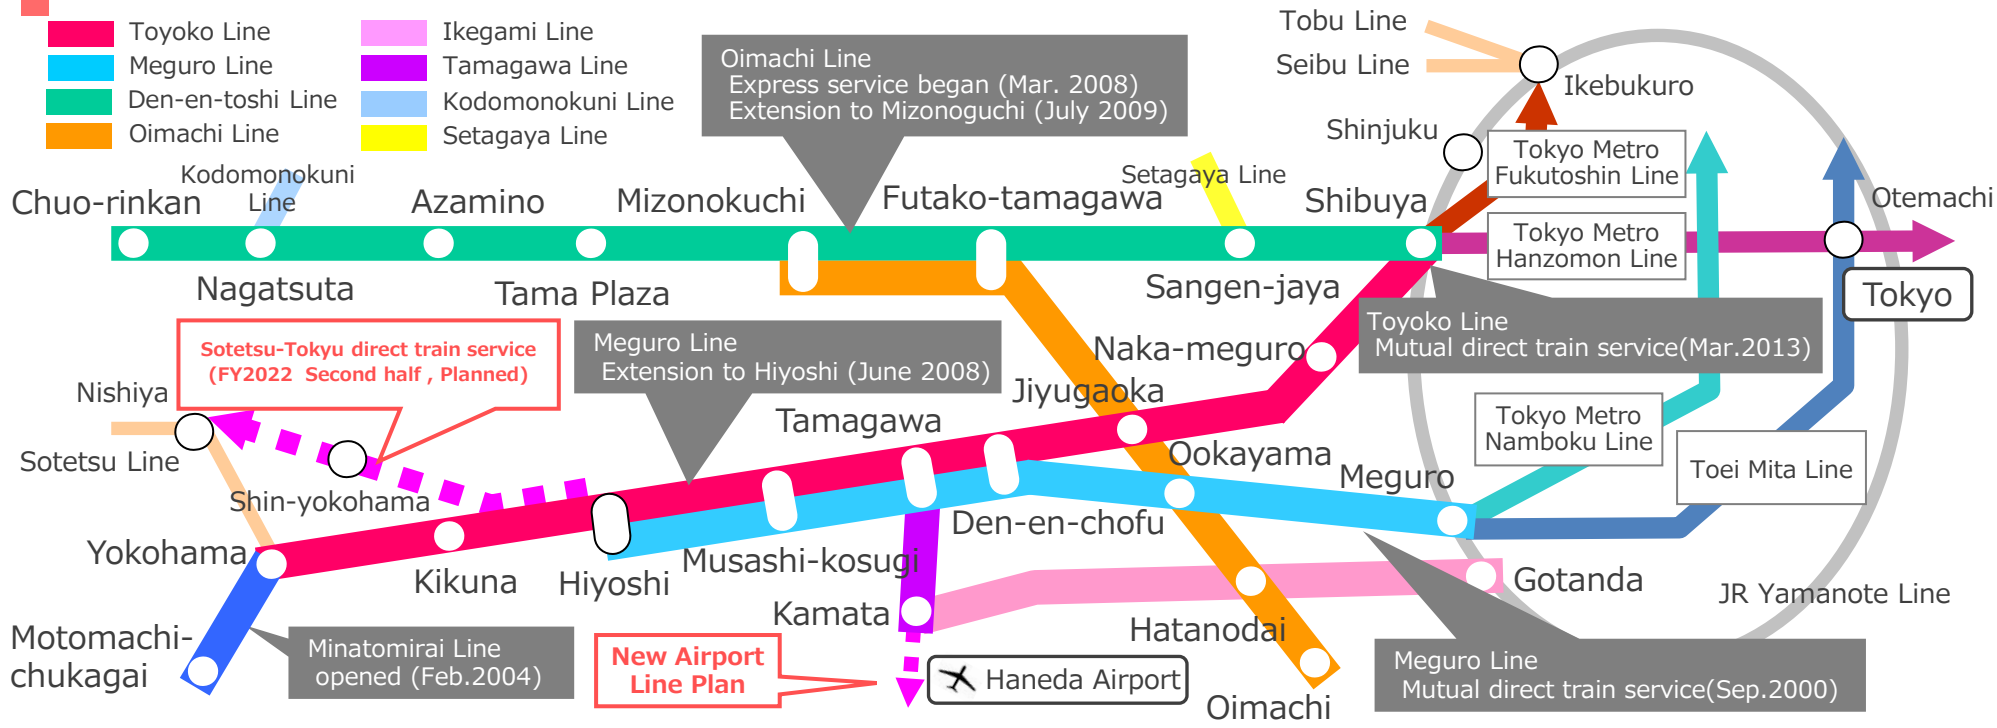 Toyoko Line
Meguro Line
Den-en-toshi Line
Oimachi Line
Ikegami Line
Tamagawa Line
Kodomonokuni Line
Setagaya Line
Oimachi Line
Express service began (Mar. 2008)
Extension to Mizonoguchi (July 2009)
Tobu Line
Seibu Line
Ikebukuro
Shinjuku
Tokyo Metro
Fukutoshin Line
Otemachi
Kodomonokuni
Line
Setagaya Line
Chuo-rinkan
Azamino
Mizonokuchi
Futako-tamagawa
Shibuya
Tokyo Metro
Hanzomon Line
Nagatsuta
Tama Plaza
Sangen-jaya
Tokyo
Sotetsu-Tokyu direct train service
(FY2022 Second half , Planned)
Meguro Line
Extension to Hiyoshi (June 2008)
Naka-meguro
Toyoko Line
Mutual direct train service(Mar.2013)
Nishiya
Sotetsu Line
Shin-yokohama
Tamagawa
Jiyugaoka
Ookayama
Meguro
Tokyo Metro
Namboku Line
Toei Mita Line
Yokohama
Kikuna
Hiyoshi
Musashi-kosugi
Den-en-chofu
Kamata
Gotanda
JR Yamanote Line
Motomachi-
chukagai
Minatomirai Line
opened (Feb.2004)
New Airport
Line Plan
Haneda Airport
Hatanodai
Oimachi
Meguro Line
Mutual direct train service(Sep.2000)